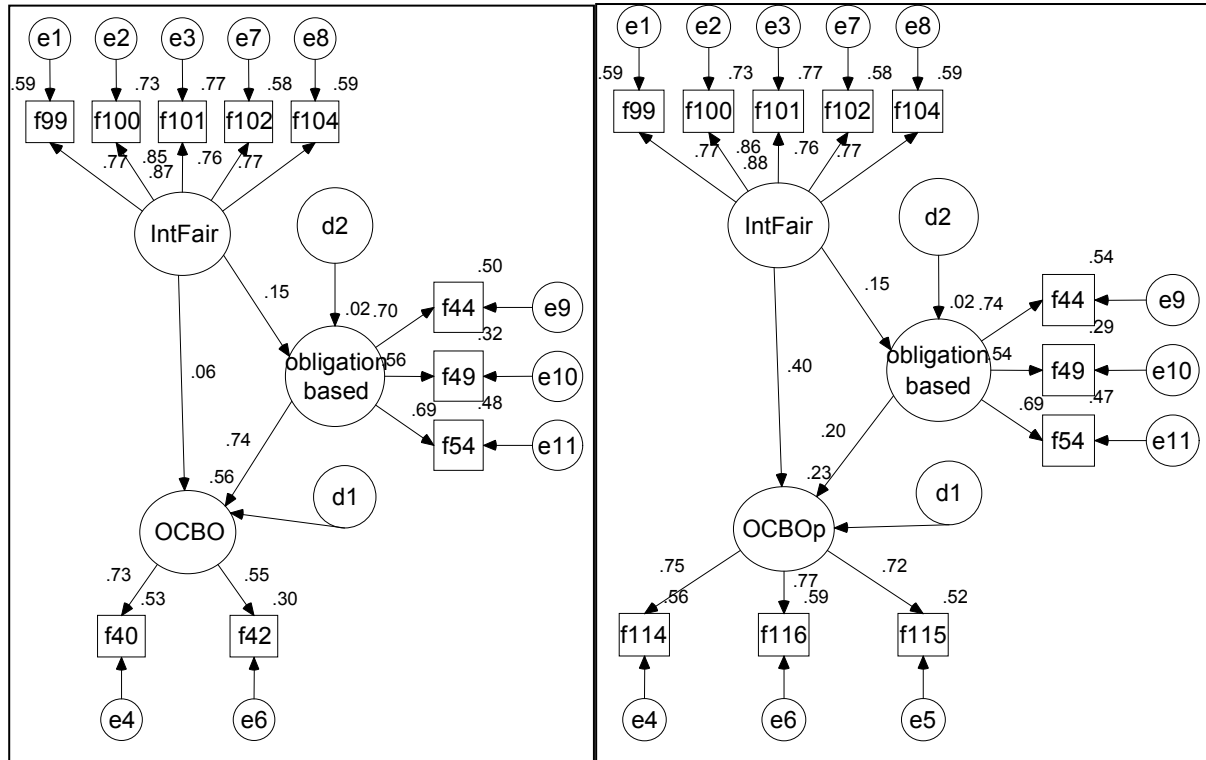 e1 e2 e3 e7 e8
.59 .73 .77 .58 .59
f99 f100 f101 f102 f104
.77 .85 .87 .76 .77
IntFair
d2
.15
.02 .70
.50
f44
e9
.32
obligation
based
.56
f49
e10
.48
.69
f54
e11
.06
.74
.56
d1
OCBO
.73 .55
.53 .30
f40 f42
e4 e6
e1 e2 e3 e7 e8
.59 .73 .77 .58 .59
f99 f100 f101 f102 f104
.77 .86 .88 .76 .77
IntFair
d2
.15
.02 .74
.54
f44
e9
.29
obligation
based
.54
f49
e10
.47
.69
f54
e11
.40
.20
.23
d1
OCBOp
.75 .77 .72
.56 .59 .52
f114 f116 f115
e4 e6 e5